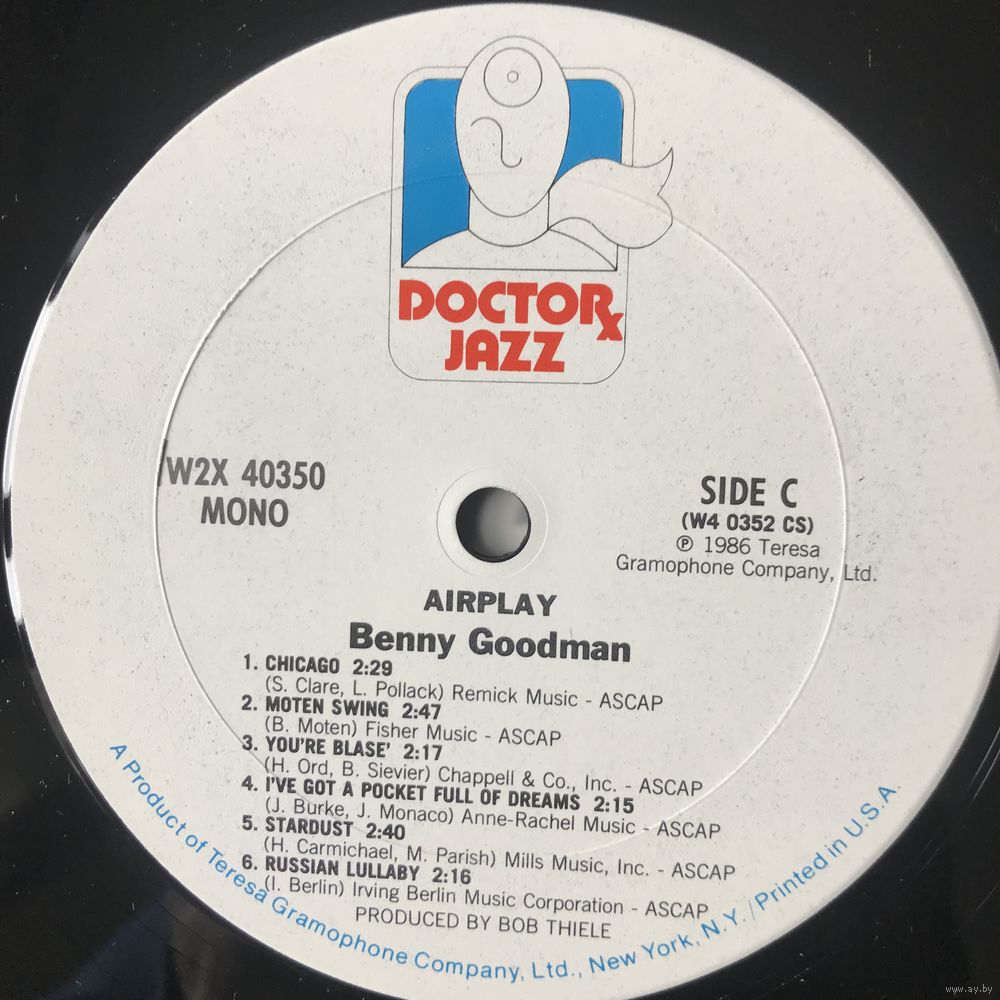 DOCTORx
JAZZ
W2X 40350
MONO
SIDE C
(W4 0352 CS)
℗ 1986 Teresa
Gramophone Company, Ltd.
AIRPLAY
Benny Goodman
1. CHICAGO 2:29
(S. Clare, L. Pollack) Remick Music - ASCAP
2. MOTEN SWING 2:47
(B. Moten) Fisher Music - ASCAP
3. YOU'RE BLASE' 2:17
(H. Ord, B. Sievier) Chappell & Co., Inc. - ASCAP
4. I'VE GOT A POCKET FULL OF DREAMS 2:15
(J. Burke, J. Monaco) Anne-Rachel Music - ASCAP
5. STARDUST 2:40
(H. Carmichael, M. Parish) Mills Music, Inc. - ASCAP
6. RUSSIAN LULLABY 2:16
(I. Berlin) Irving Berlin Music Corporation - ASCAP
PRODUCED BY BOB THIELE
A Product of Teresa Gramophone Company, Ltd., New York, N.Y./Printed in U.S.A.
www.ay.by